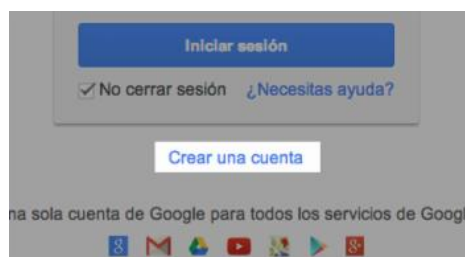 Iniciar sesión
No cerrar sesión ¿Necesitas ayuda?
Crear una cuenta
na sola cuenta de Google para todos los servicios de Googl